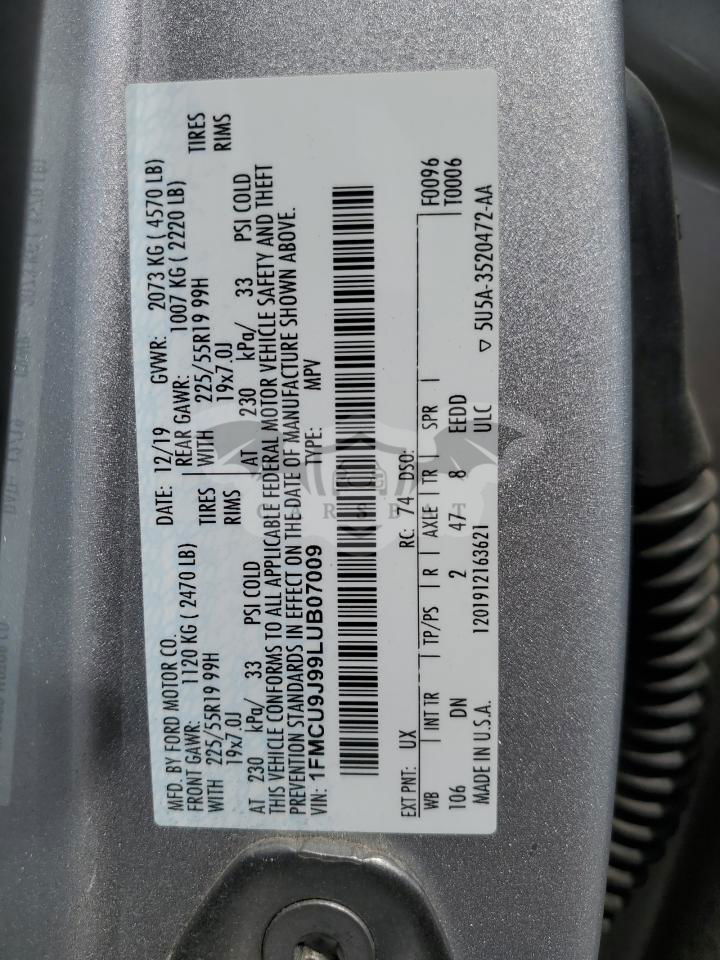 MFD. BY FORD MOTOR CO. DATE: 12/19 GVWR: 2073 KG ( 4570 LB)
FRONT GAWR: 1120 KG ( 2470 LB) REAR GAWR: 1007 KG ( 2220 LB)
WITH 225/55R19 99H TIRES WITH 225/55R19 99H TIRES
19x7.0J RIMS 19x7.0J RIMS
AT 230 kPa/ 33 PSI COLD AT 230 kPa/ 33 PSI COLD
THIS VEHICLE CONFORMS TO ALL APPLICABLE FEDERAL MOTOR VEHICLE SAFETY AND THEFT
PREVENTION STANDARDS IN EFFECT ON THE DATE OF MANUFACTURE SHOWN ABOVE.
VIN: 1FMCU9J99LUB07009 TYPE: MPV
EXT PNT: UX RC: 74 DSO: F0096
WB | INT TR | TP/PS | R | AXLE | TR | SPR | T0006
106 DN 2 47 8 EEDD
MADE IN U.S.A. 1201912163621 ULC ▽ 5U5A-3520472-AA
CARSBIT